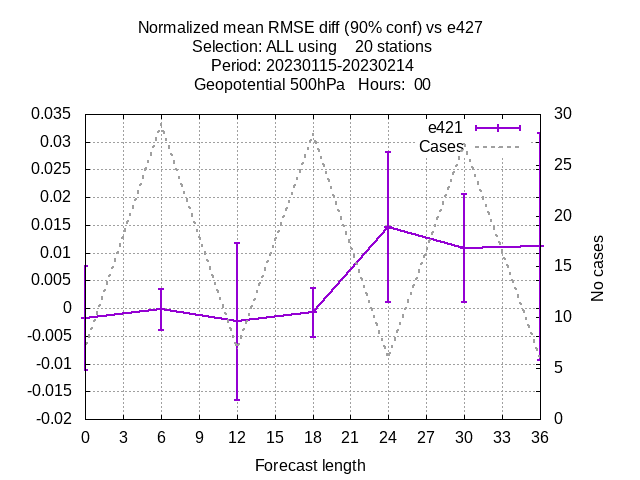 Normalized mean RMSE diff (90% conf) vs e427
Selection: ALL using    20 stations
Period: 20230115-20230214
Geopotential 500hPa   Hours:  00
e421
Cases
0.035
0.03
0.025
0.02
0.015
0.01
0.005
0
-0.005
-0.01
-0.015
-0.02
30
25
20
15
10
5
0
No cases
0 3 6 9 12 15 18 21 24 27 30 33 36
Forecast length